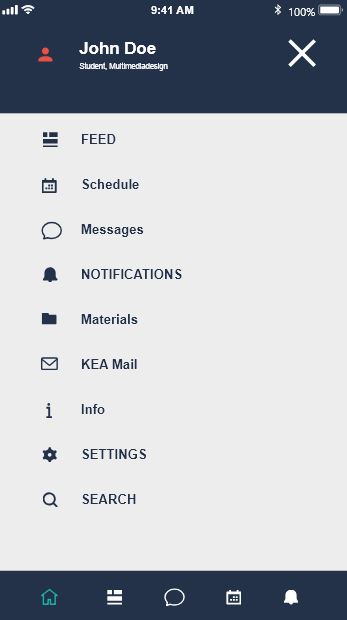 9:41 AM
100%
John Doe
Student, Multimediadesign
FEED
Schedule
Messages
NOTIFICATIONS
Materials
KEA Mail
Info
SETTINGS
SEARCH